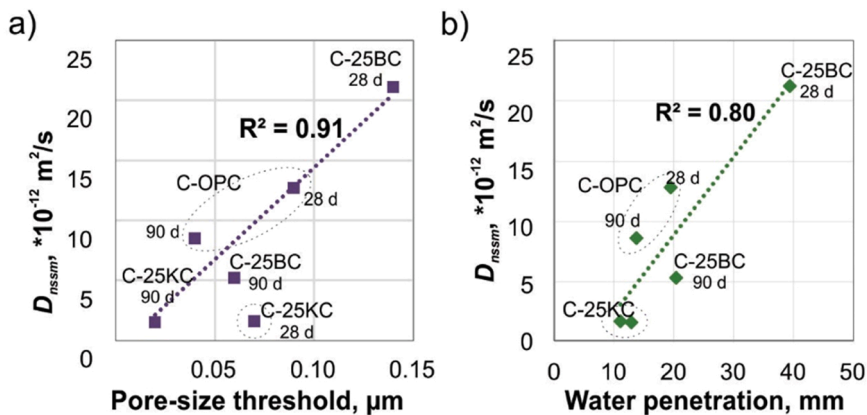 a)
25
20
15
10
5
0
D_nssm, *10⁻¹² m²/s
C-25BC
28 d
R² = 0.91
C-OPC
28 d
90 d
C-25BC
90 d
C-25KC
90 d
C-25KC
28 d
0.05
0.10
0.15
Pore-size threshold, µm
b)
25
20
15
10
5
0
D_nssm, *10⁻¹² m²/s
C-25BC
28 d
R² = 0.80
C-OPC
28 d
90 d
C-25BC
90 d
C-25KC
0
10
20
30
40
50
Water penetration, mm